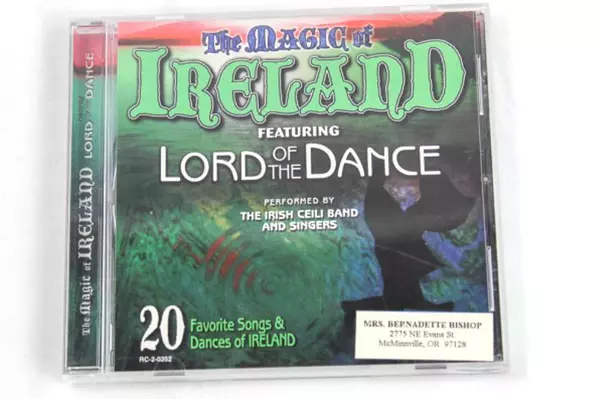 The MAGIC of
IRELAND
FEATURING
LORD OF THE DANCE
PERFORMED BY
THE IRISH CEILI BAND
AND SINGERS
20 Favorite Songs &
Dances of IRELAND
RC-2-0352
MRS. BERNADETTE BISHOP
2775 NE Evans St.
McMinnville, OR 97128
The Magic of IRELAND LORD OF THE DANCE